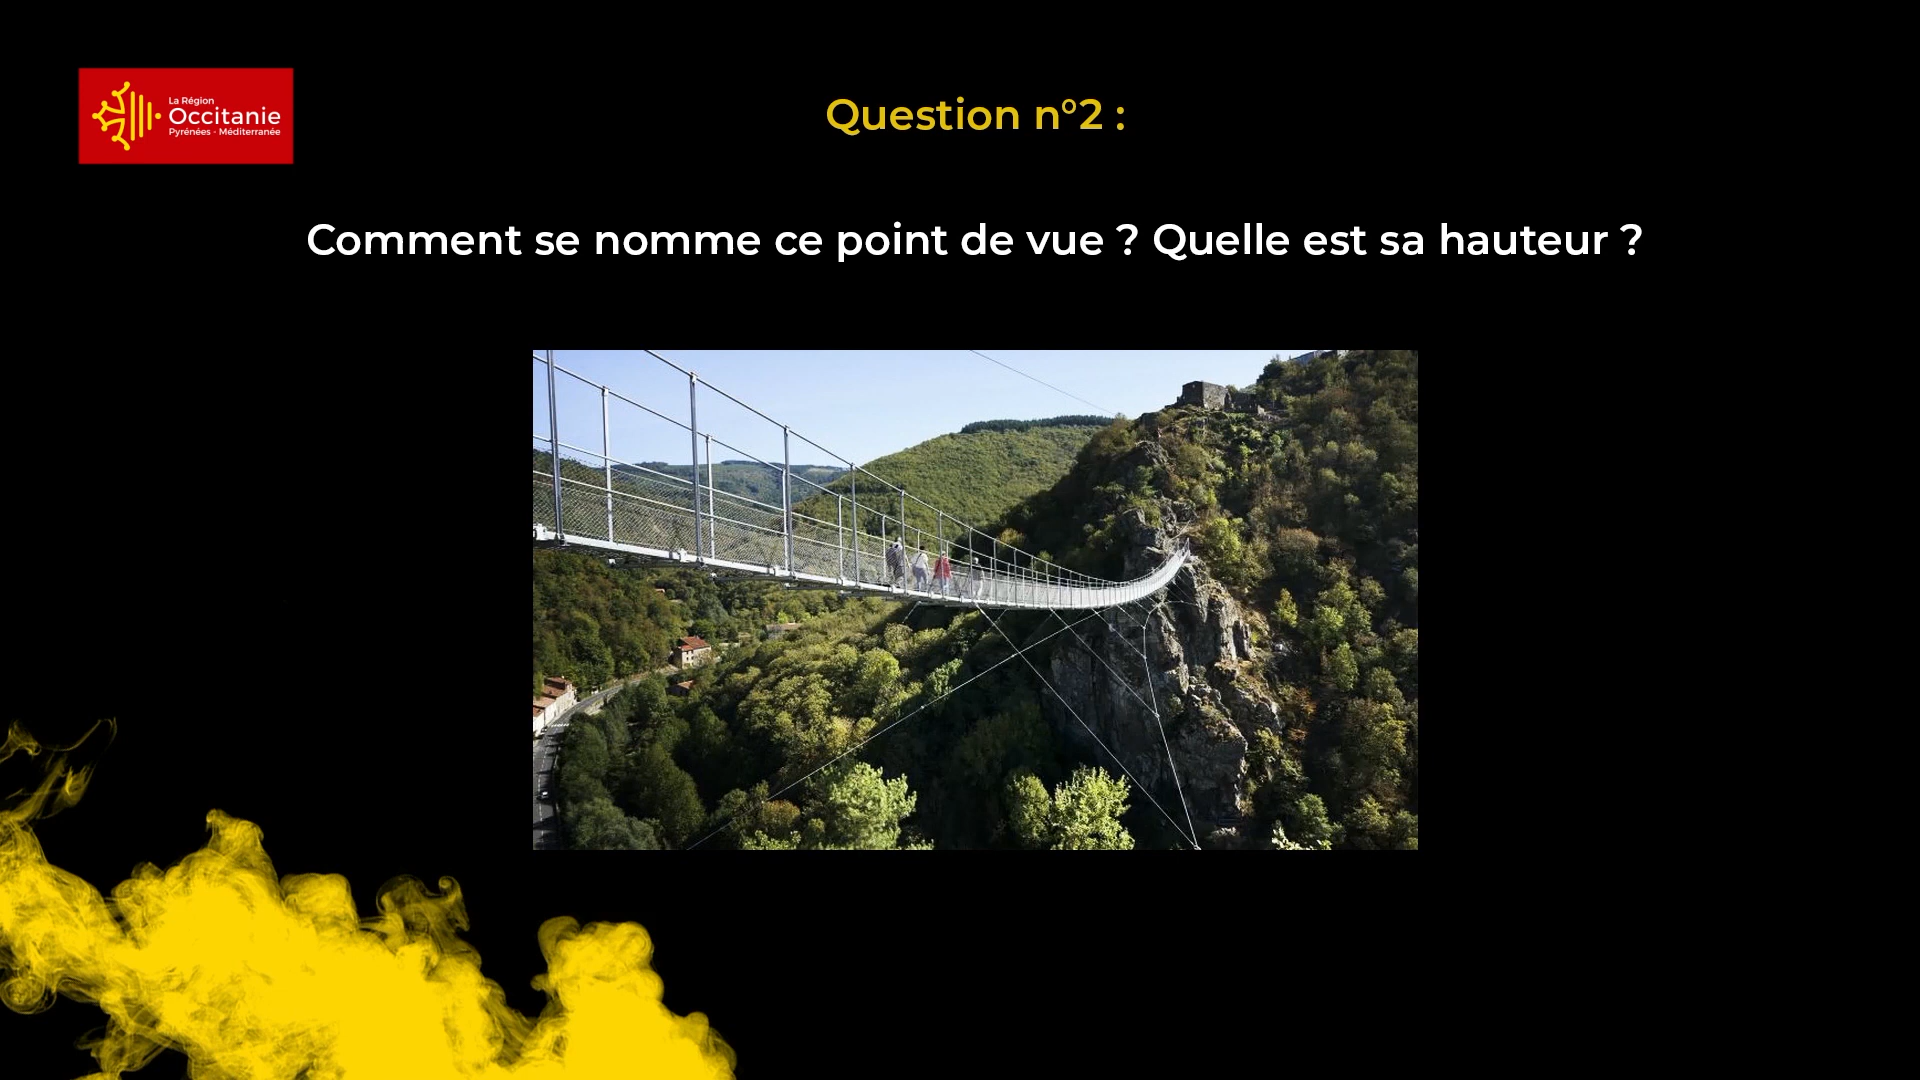 La Région
Occitanie
Pyrénées - Méditerranée
Question n°2 :
Comment se nomme ce point de vue ? Quelle est sa hauteur ?